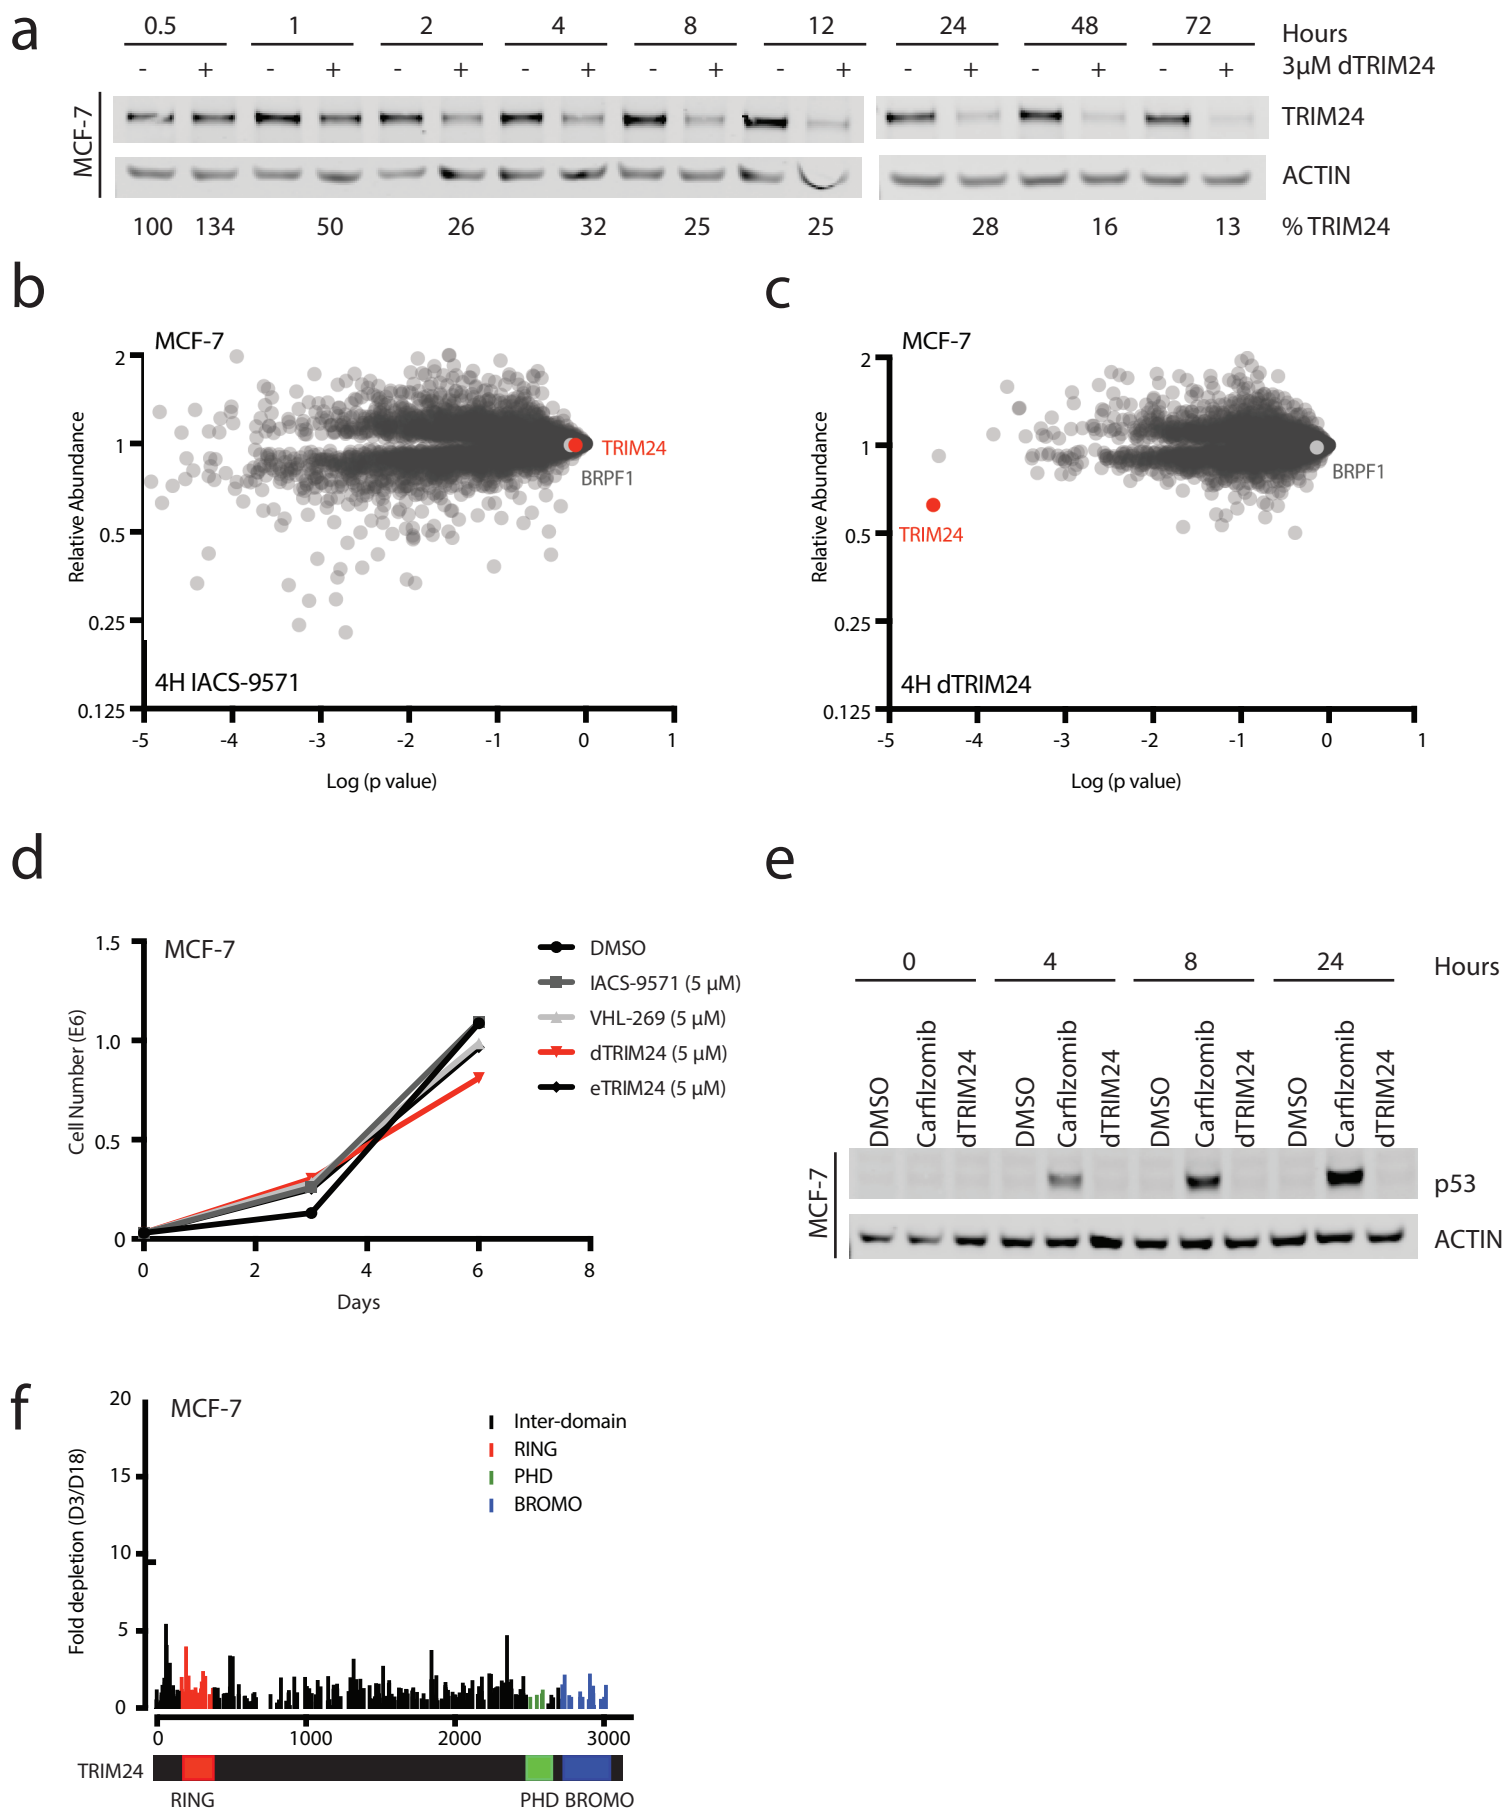 a
0.5 1 2 4 8 12 24 48 72 Hours
- + - + - + - + - + - + - + - + - + 3µM dTRIM24
MCF-7
TRIM24
ACTIN
100 134 50 26 32 25 25 28 16 13 % TRIM24
b
MCF-7
Relative Abundance
2
1
0.5
0.25
0.125
TRIM24
BRPF1
4H IACS-9571
-5 -4 -3 -2 -1 0 1
Log (p value)
c
MCF-7
Relative Abundance
2
1
0.5
0.25
0.125
BRPF1
TRIM24
4H dTRIM24
-5 -4 -3 -2 -1 0 1
Log (p value)
d
MCF-7
Cell Number (E6)
1.5
1.0
0.5
0
0 2 4 6 8
Days
DMSO
IACS-9571 (5 µM)
VHL-269 (5 µM)
dTRIM24 (5 µM)
eTRIM24 (5 µM)
e
0 4 8 24 Hours
DMSO Carfilzomib dTRIM24 DMSO Carfilzomib dTRIM24 DMSO Carfilzomib dTRIM24 DMSO Carfilzomib dTRIM24
MCF-7
p53
ACTIN
f
MCF-7
Fold depletion (D3/D18)
20
15
10
5
0
Inter-domain
RING
PHD
BROMO
0 1000 2000 3000
TRIM24
RING PHD BROMO